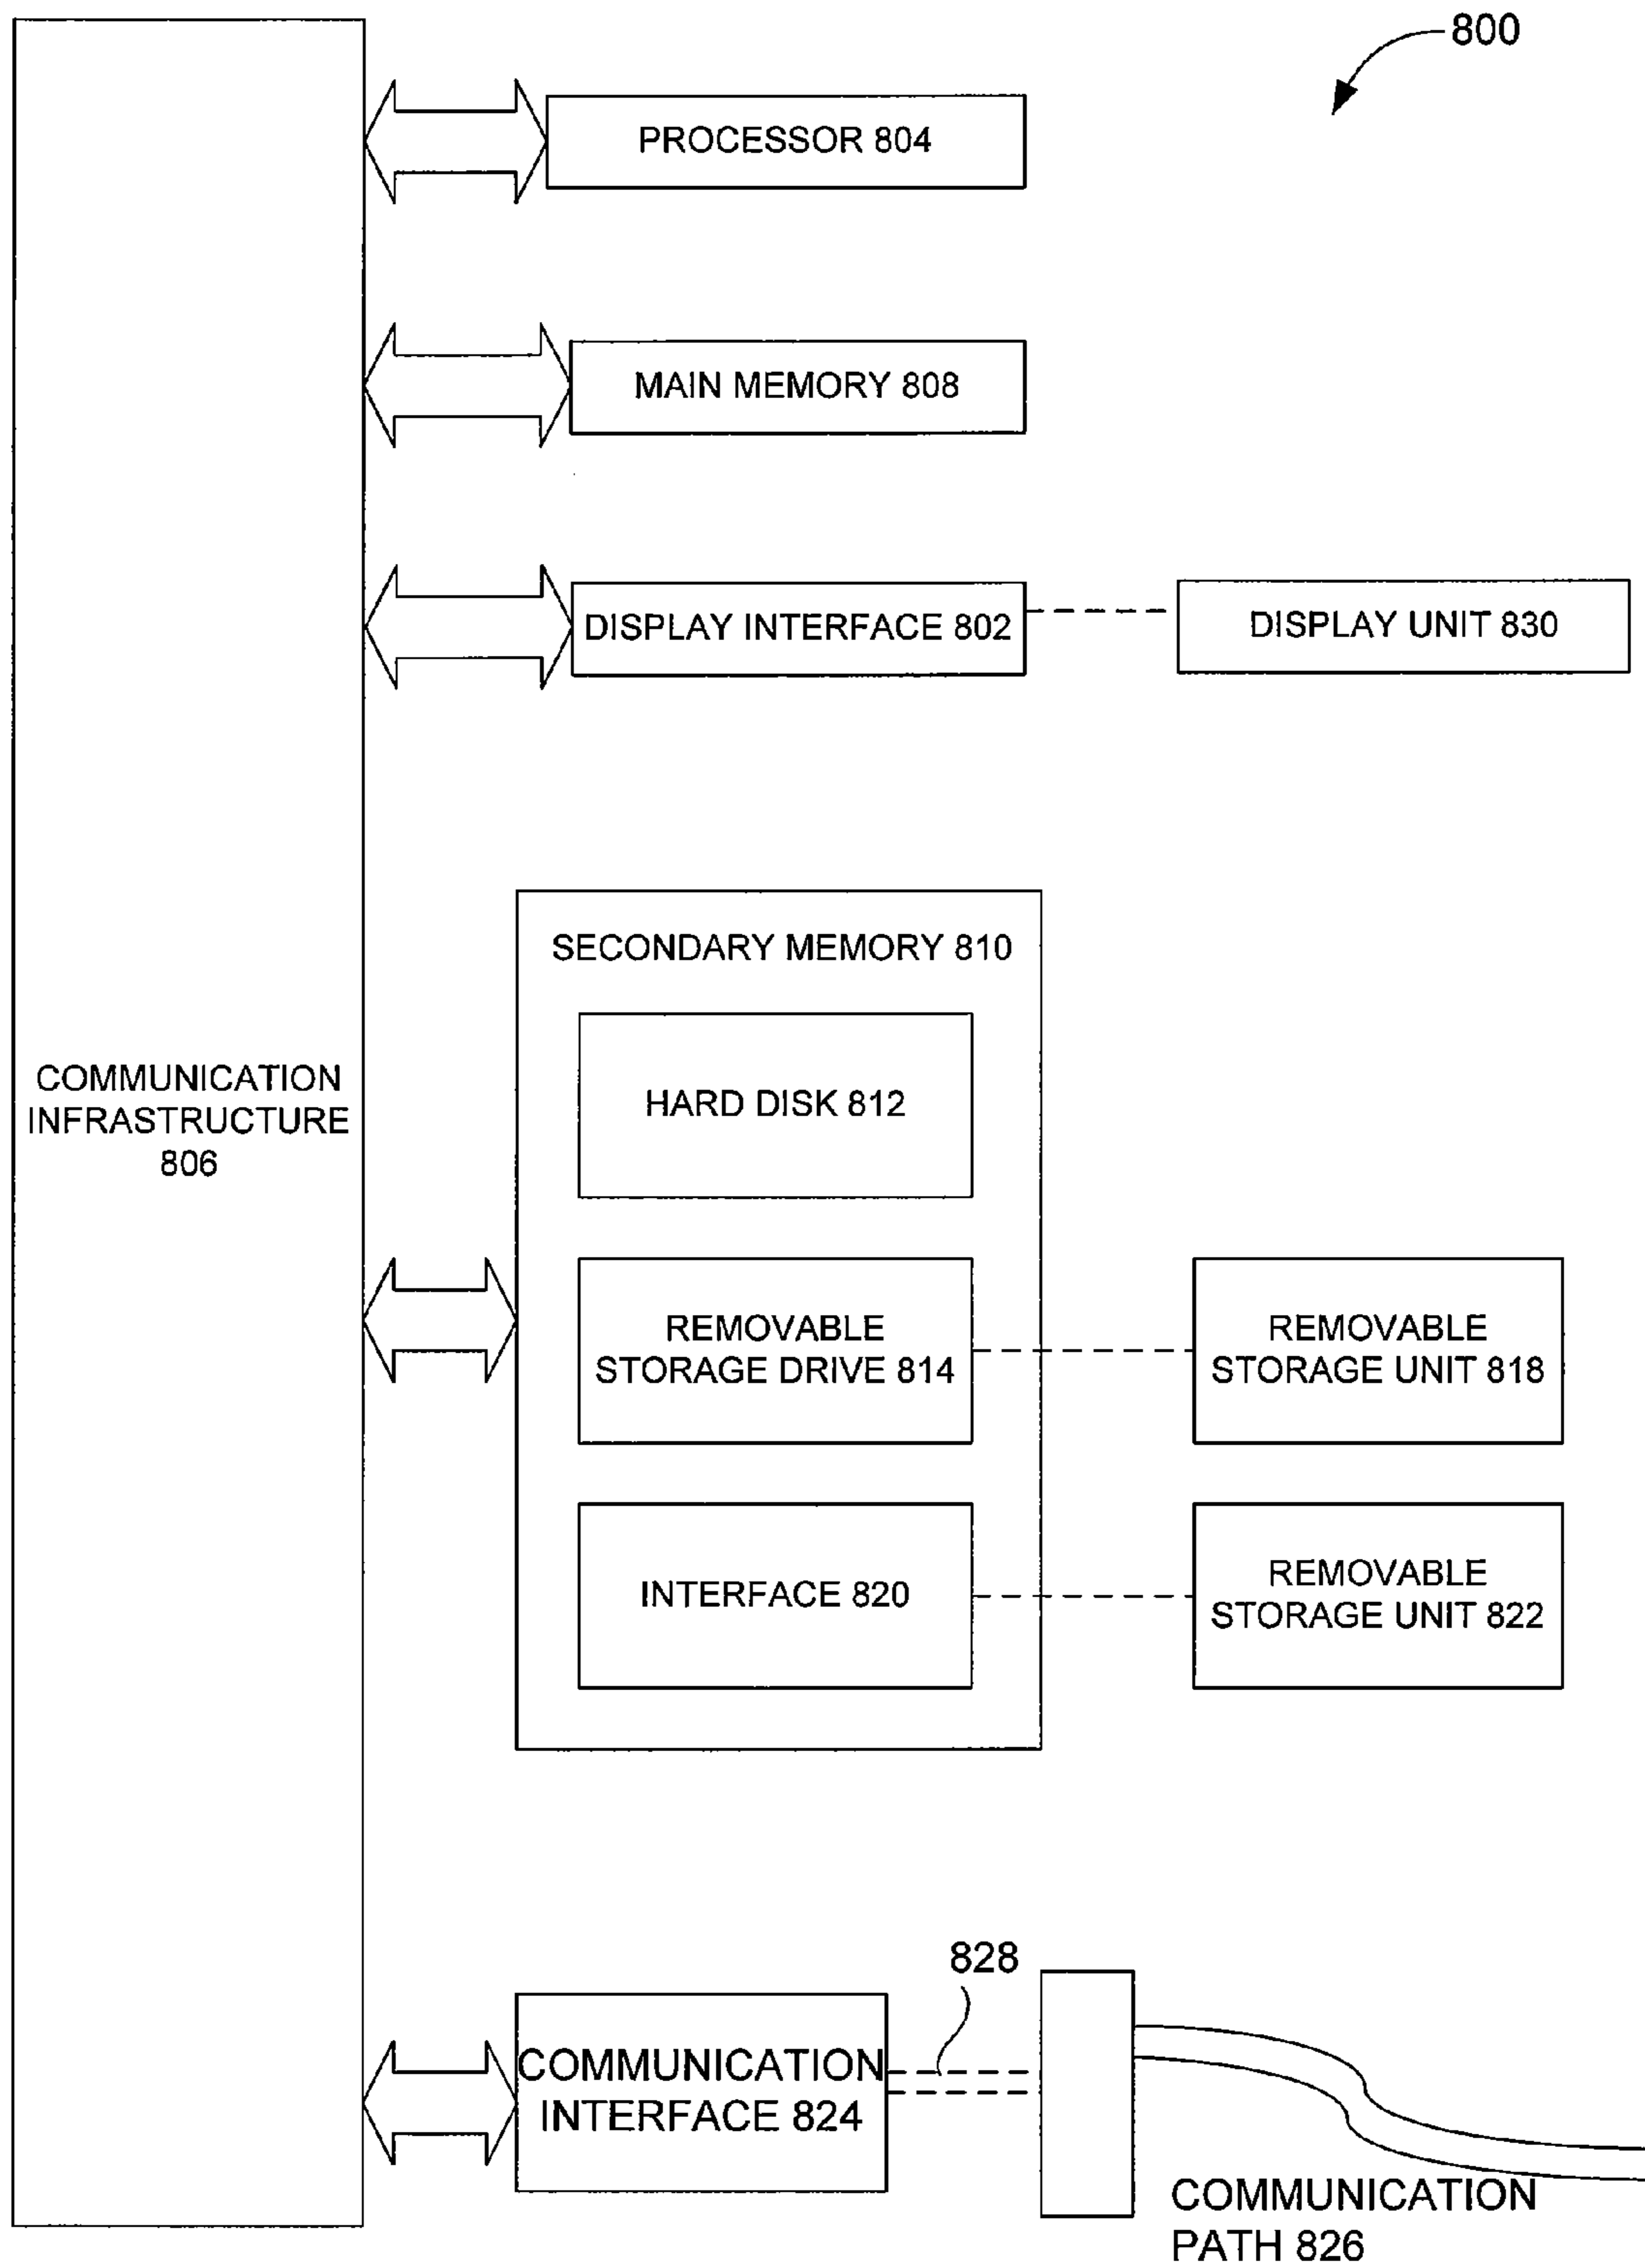 800
PROCESSOR 804
MAIN MEMORY 808
DISPLAY INTERFACE 802
DISPLAY UNIT 830
SECONDARY MEMORY 810
HARD DISK 812
COMMUNICATION
INFRASTRUCTURE
806
REMOVABLE
STORAGE DRIVE 814
REMOVABLE
STORAGE UNIT 818
INTERFACE 820
REMOVABLE
STORAGE UNIT 822
828
COMMUNICATION
INTERFACE 824
COMMUNICATION
PATH 826